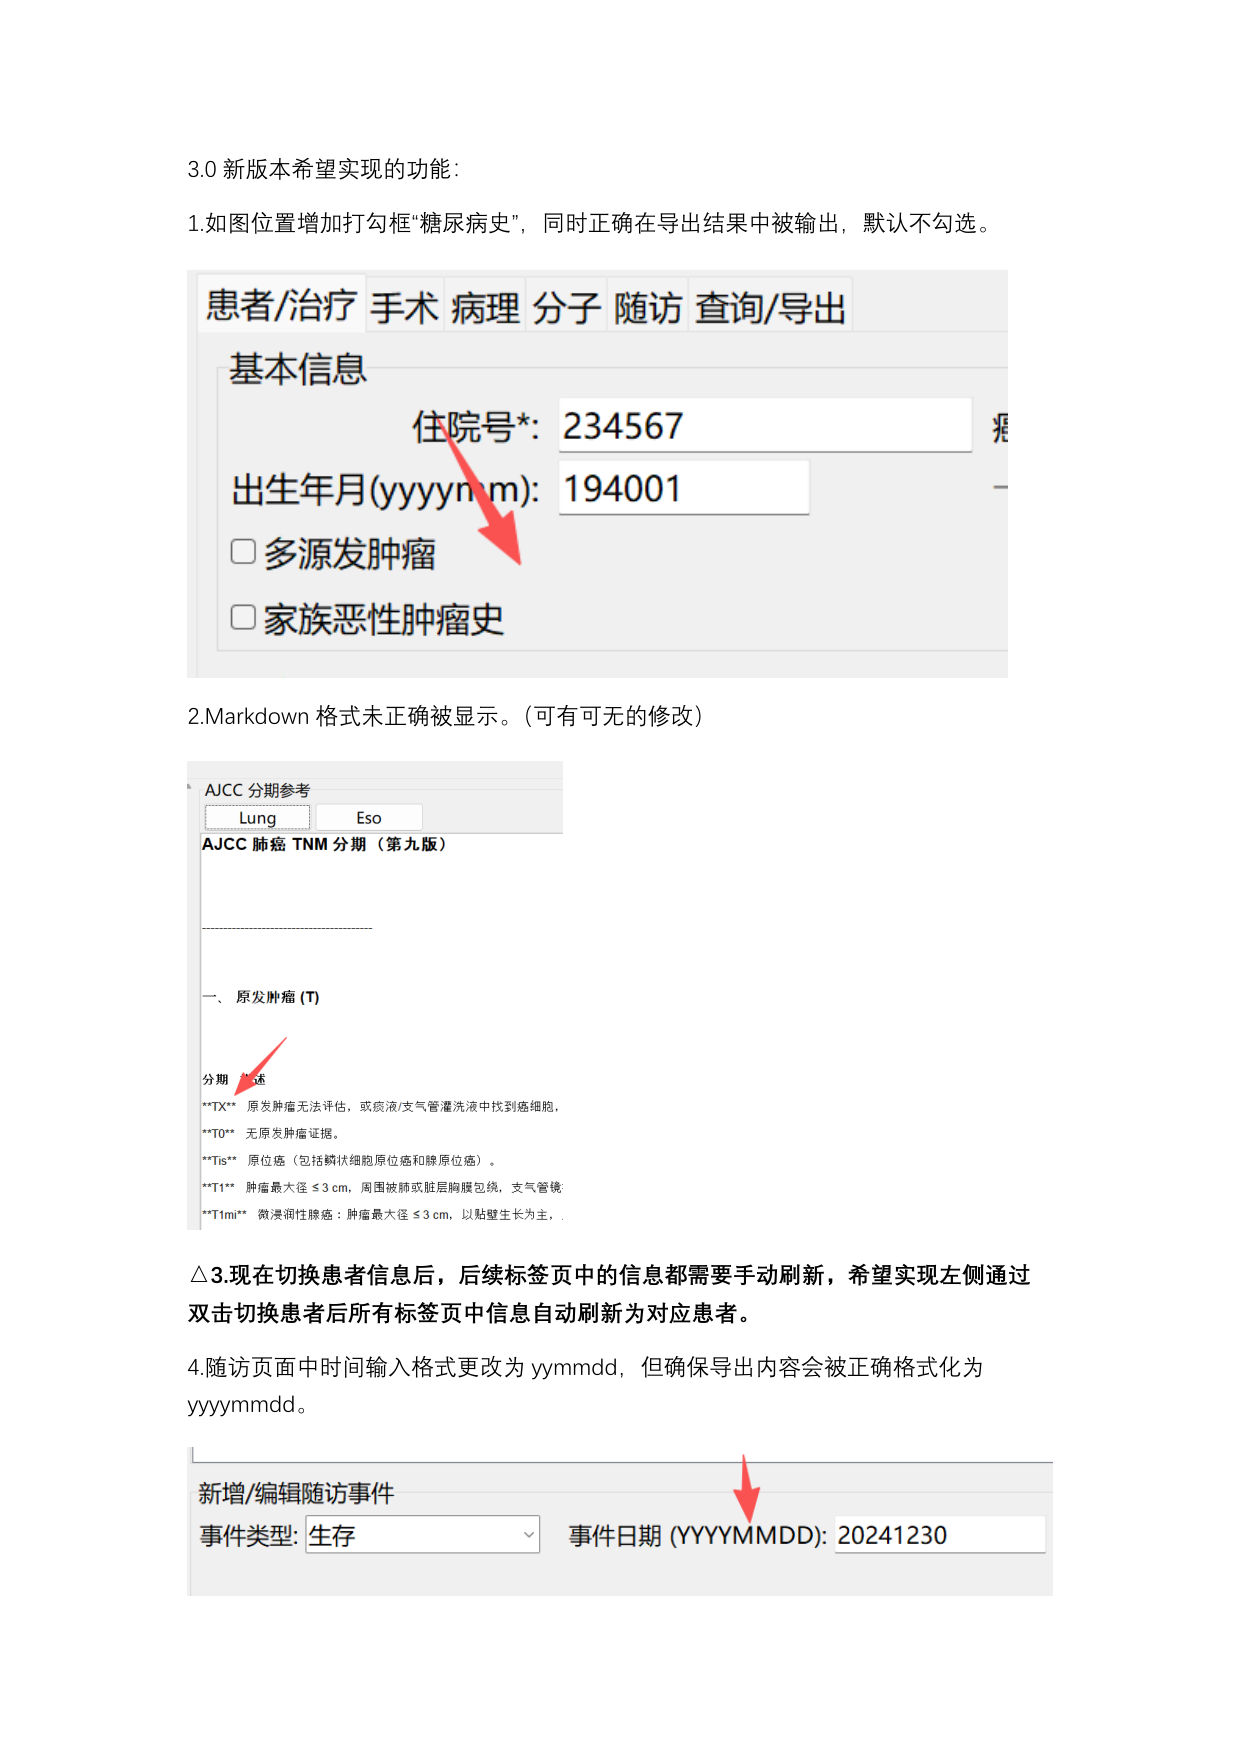 3.0 新版本希望实现的功能：
1.如图位置增加打勾框“糖尿病史”，同时正确在导出结果中被输出，默认不勾选。
患者/治疗 手术 病理 分子 随访 查询/导出
基本信息
住院号*: 234567
出生年月(yyyymm): 194001
多源发肿瘤
家族恶性肿瘤史
2.Markdown 格式未正确被显示。（可有可无的修改）
AJCC 分期参考
Lung Eso
AJCC 肺癌 TNM 分期（第九版）
----------------------------------------
一、 原发肿瘤 (T)
分期 描述
**TX** 原发肿瘤无法评估，或痰液/支气管灌洗液中找到癌细胞，
**T0** 无原发肿瘤证据。
**Tis** 原位癌（包括鳞状细胞原位癌和腺原位癌）。
**T1** 肿瘤最大径 ≤ 3 cm，周围被肺或脏层胸膜包绕，支气管镜
**T1mi** 微浸润性腺癌：肿瘤最大径 ≤ 3 cm，以贴壁生长为主，
△3.现在切换患者信息后，后续标签页中的信息都需要手动刷新，希望实现左侧通过
双击切换患者后所有标签页中信息自动刷新为对应患者。
4.随访页面中时间输入格式更改为 yymmdd，但确保导出内容会被正确格式化为
yyyymmdd。
新增/编辑随访事件
事件类型: 生存 事件日期 (YYYYMMDD): 20241230